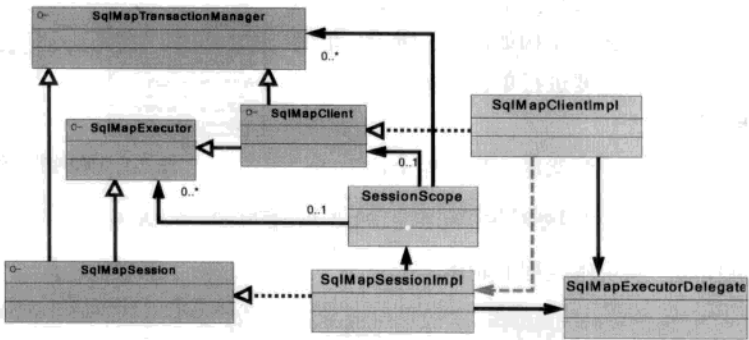 SqlMapTransactionManager
0..*
SqlMapClientImpl
SqlMapClient
SqlMapExecutor
0..1
0..*
SessionScope
0..1
SqlMapSession
SqlMapSessionImpl
SqlMapExecutorDelegate